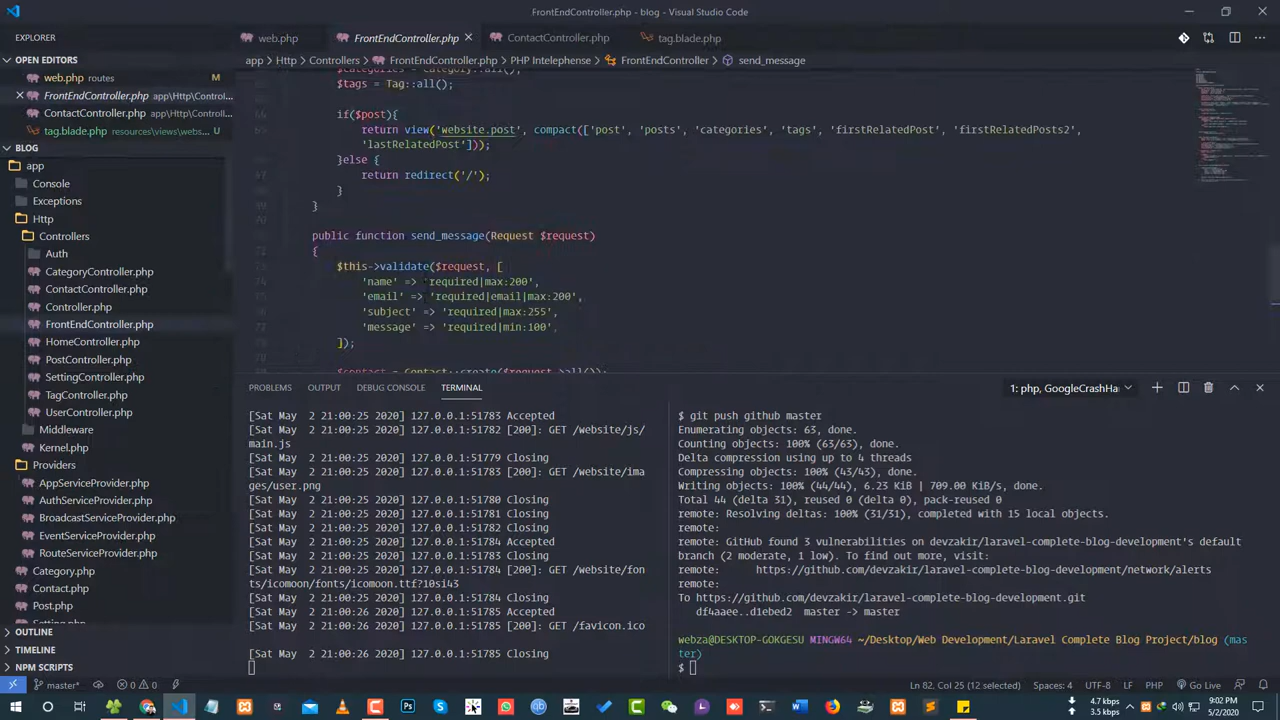 FrontEndController.php - blog - Visual Studio Code
EXPLORER
web.php
FrontEndController.php
ContactController.php
tag.blade.php
OPEN EDITORS
web.php routes M
FrontEndController.php app\Http\Control...
ContactController.php app\Http\Controll...
tag.blade.php resources\views\webs... U
app > Http > Controllers > FrontEndController.php > PHP Intelephense > FrontEndController > send_message
BLOG
app
Console
Exceptions
Http
Controllers
Auth
CategoryController.php
ContactController.php
Controller.php
FrontEndController.php
HomeController.php
PostController.php
SettingController.php
TagController.php
UserController.php
Middleware
Kernel.php
Providers
AppServiceProvider.php
AuthServiceProvider.php
BroadcastServiceProvider.php
EventServiceProvider.php
RouteServiceProvider.php
Category.php
Contact.php
Post.php
Setting.php
OUTLINE
TIMELINE
NPM SCRIPTS
$categories = Category::all();
$tags = Tag::all();
if($post){
return view('website.post', compact(['post', 'posts', 'categories', 'tags', 'firstRelatedPost', 'firstRelatedPosts2',
'lastRelatedPost']));
}else {
return redirect('/');
}
}
public function send_message(Request $request)
{
$this->validate($request, [
'name' => 'required|max:200',
'email' => 'required|email|max:200',
'subject' => 'required|max:255',
'message' => 'required|min:100',
]);
$contact = Contact::create($request->all());
PROBLEMS OUTPUT DEBUG CONSOLE TERMINAL
1: php, GoogleCrashHa
[Sat May 2 21:00:25 2020] 127.0.0.1:51783 Accepted
[Sat May 2 21:00:25 2020] 127.0.0.1:51782 [200]: GET /website/js/
main.js
[Sat May 2 21:00:25 2020] 127.0.0.1:51779 Closing
[Sat May 2 21:00:25 2020] 127.0.0.1:51783 [200]: GET /website/ima
ges/user.png
[Sat May 2 21:00:25 2020] 127.0.0.1:51780 Closing
[Sat May 2 21:00:25 2020] 127.0.0.1:51781 Closing
[Sat May 2 21:00:25 2020] 127.0.0.1:51782 Closing
[Sat May 2 21:00:25 2020] 127.0.0.1:51784 Accepted
[Sat May 2 21:00:25 2020] 127.0.0.1:51783 Closing
[Sat May 2 21:00:25 2020] 127.0.0.1:51784 [200]: GET /website/fon
ts/icomoon/fonts/icomoon.ttf?10si43
[Sat May 2 21:00:25 2020] 127.0.0.1:51784 Closing
[Sat May 2 21:00:26 2020] 127.0.0.1:51785 Accepted
[Sat May 2 21:00:26 2020] 127.0.0.1:51785 [200]: GET /favicon.ico
[Sat May 2 21:00:26 2020] 127.0.0.1:51785 Closing
$ git push github master
Enumerating objects: 63, done.
Counting objects: 100% (63/63), done.
Delta compression using up to 4 threads
Compressing objects: 100% (43/43), done.
Writing objects: 100% (44/44), 6.23 KiB | 709.00 KiB/s, done.
Total 44 (delta 31), reused 0 (delta 0), pack-reused 0
remote: Resolving deltas: 100% (31/31), completed with 15 local objects.
remote:
remote: GitHub found 3 vulnerabilities on devzakir/laravel-complete-blog-development's default
branch (2 moderate, 1 low). To find out more, visit:
remote: https://github.com/devzakir/laravel-complete-blog-development/network/alerts
remote:
To https://github.com/devzakir/laravel-complete-blog-development.git
df4aaee..d1ebed2 master -> master
webza@DESKTOP-GOKGESU MINGW64 ~/Desktop/Web Development/Laravel Complete Blog Project/blog (mas
ter)
$
master* 0 0
Ln 82, Col 25 (12 selected) Spaces: 4 UTF-8 LF PHP Go Live
4.7 kbps
3.5 kbps
9:02 PM
5/2/2020